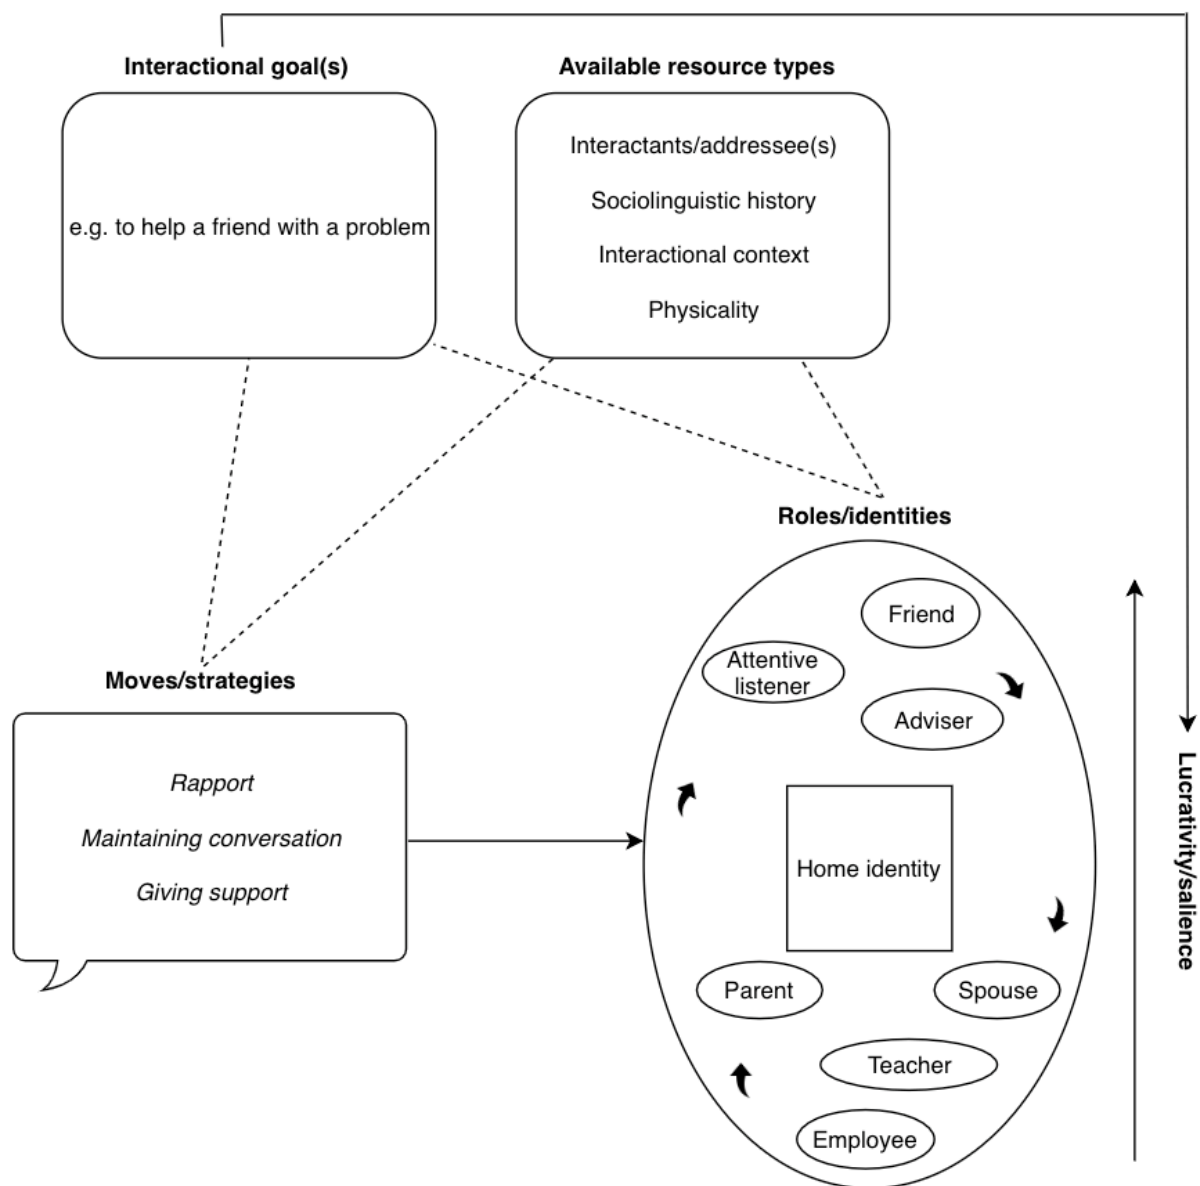 Interactional goal(s)
Available resource types
e.g. to help a friend with a problem
Interactants/addressee(s)
Sociolinguistic history
Interactional context
Physicality
Roles/identities
Friend
Attentive
listener
Adviser
Moves/strategies
Rapport
Maintaining conversation
Giving support
Home identity
Parent
Spouse
Teacher
Employee
Lucrativity/salience